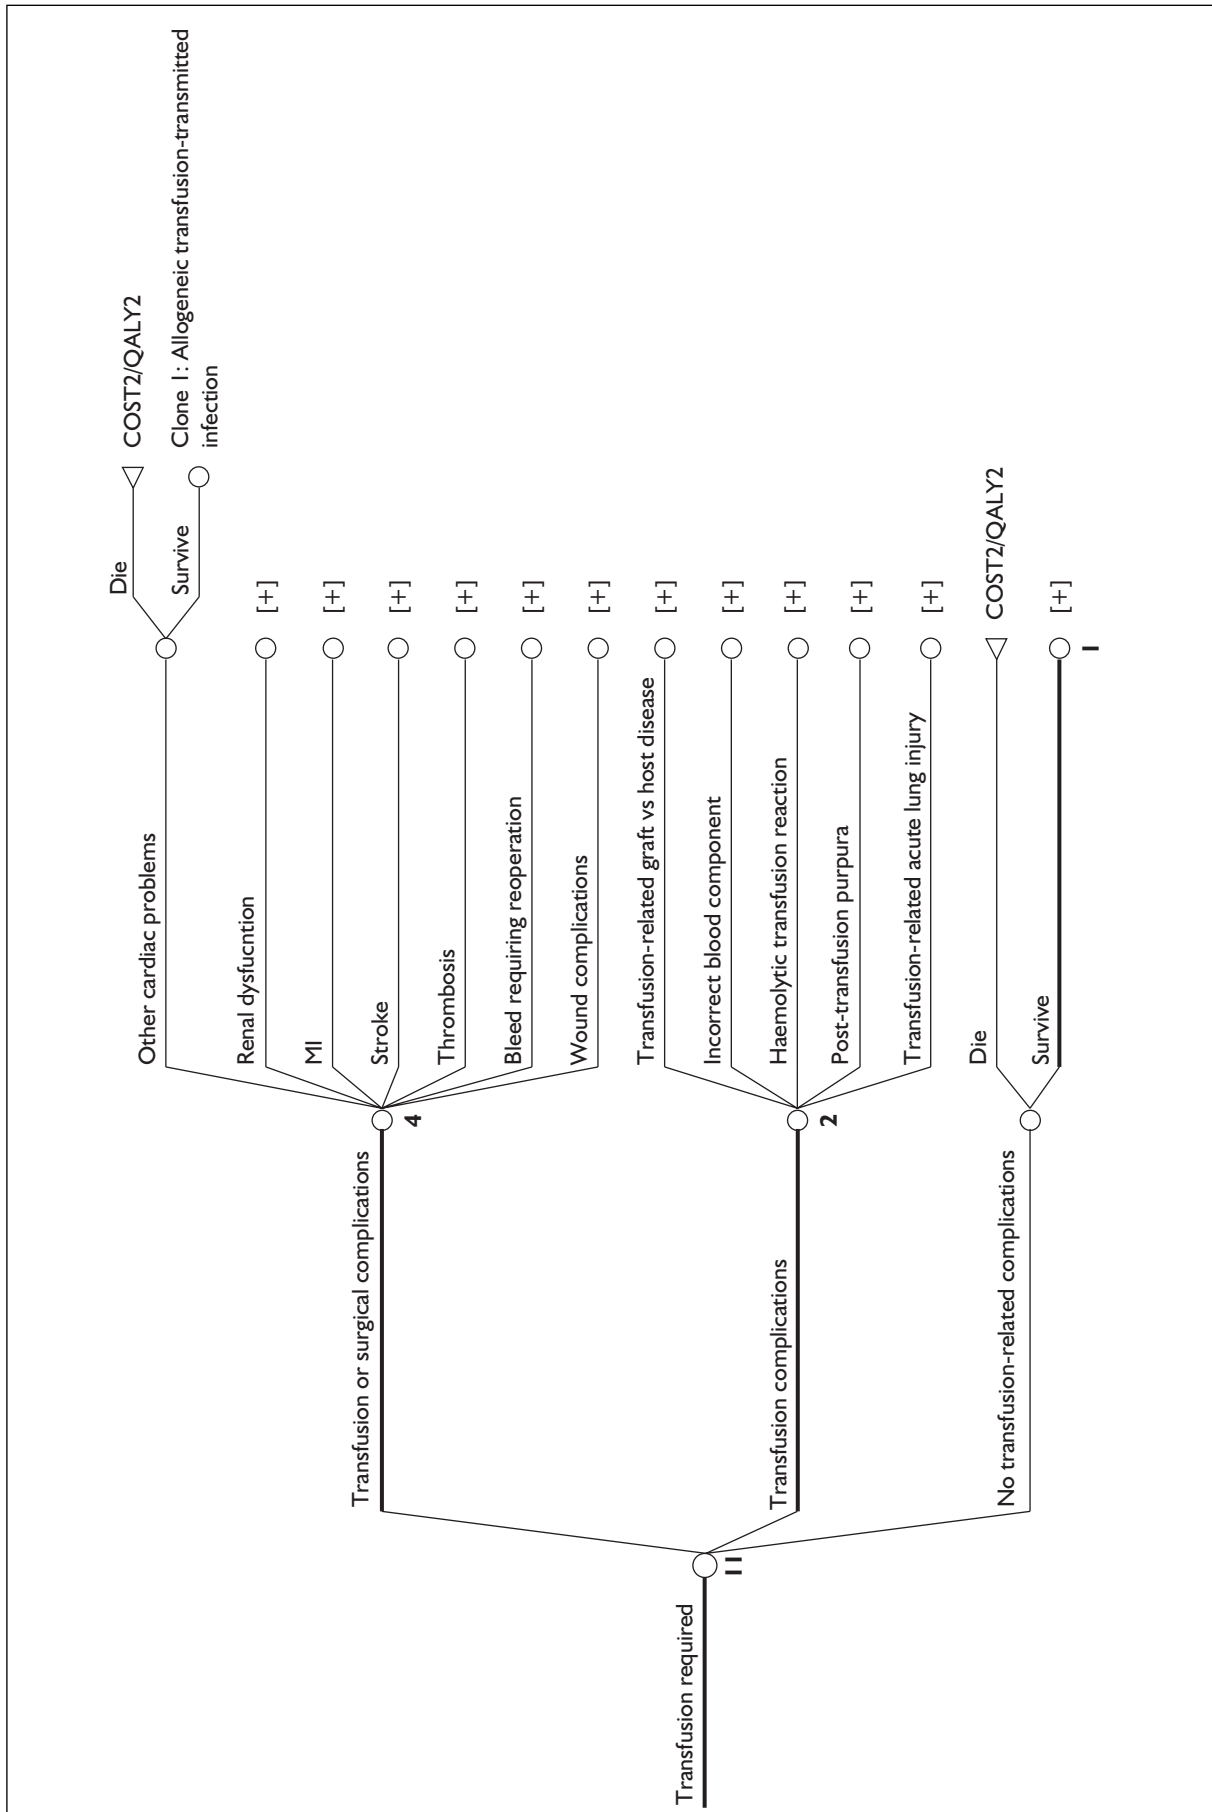 Transfusion required
11
Transfusion or surgical complications
4
Other cardiac problems
Die
COST2/QALY2
Survive
Clone 1: Allogeneic transfusion-transmitted
infection
Renal dysfucntion
[+]
MI
[+]
Stroke
[+]
Thrombosis
[+]
Bleed requiring reoperation
[+]
Wound complications
[+]
Transfusion complications
2
Transfusion-related graft vs host disease
[+]
Incorrect blood component
[+]
Haemolytic transfusion reaction
[+]
Post-transfusion purpura
[+]
Transfusion-related acute lung injury
[+]
No transfusion-related complications
Die
COST2/QALY2
Survive
[+]
1